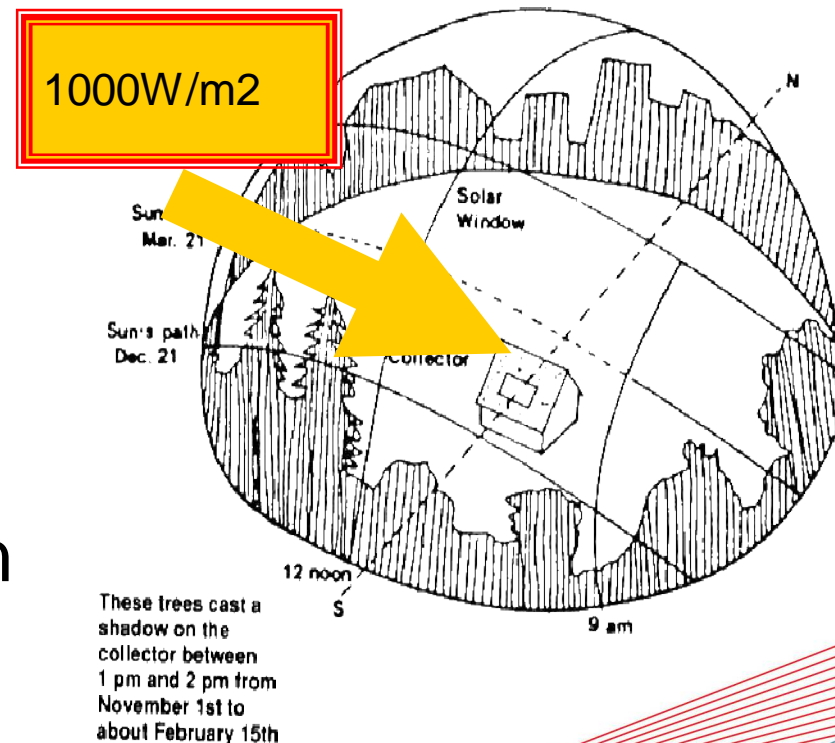 1000W/m2
N
Solar
Window
Mar. 21
Sun's path
Dec. 21
Collector
12 noon
S
9 am
These trees cast a
shadow on the
collector between
1 pm and 2 pm from
November 1st to
about February 15th